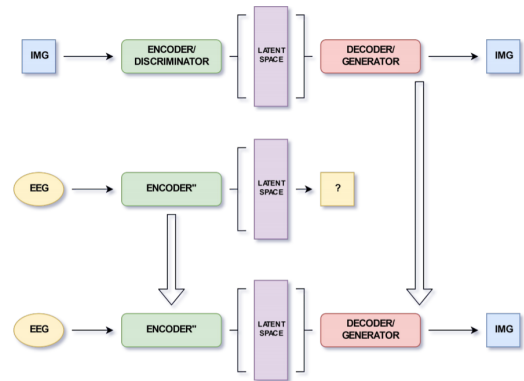 IMG
ENCODER/
DISCRIMINATOR
LATENT
SPACE
DECODER/
GENERATOR
IMG
EEG
ENCODER"
LATENT
SPACE
?
EEG
ENCODER"
LATENT
SPACE
DECODER/
GENERATOR
IMG